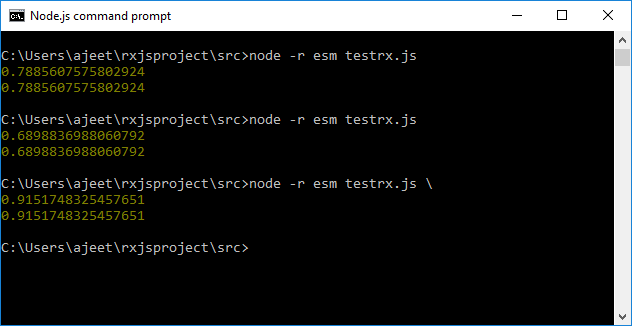 Node.js command prompt
C:\Users\ajeet\rxjsproject\src>node -r esm testrx.js
0.7885607575802924
0.7885607575802924
C:\Users\ajeet\rxjsproject\src>node -r esm testrx.js
0.6898836988060792
0.6898836988060792
C:\Users\ajeet\rxjsproject\src>node -r esm testrx.js \
0.9151748325457651
0.9151748325457651
C:\Users\ajeet\rxjsproject\src>